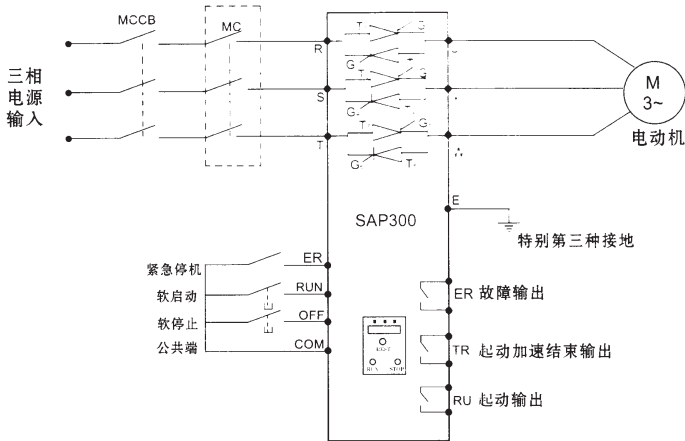 MCCB
MC
三相
电源
输入
R
S
T
T
G
G
T
T
G
G
T
G
G
T
M
3~
电动机
E
特别第三种接地
SAP300
紧急停机
ER
软启动
RUN
软停止
OFF
公共端
COM
RUN
STOP
ER 故障输出
TR 起动加速结束输出
RU 起动输出